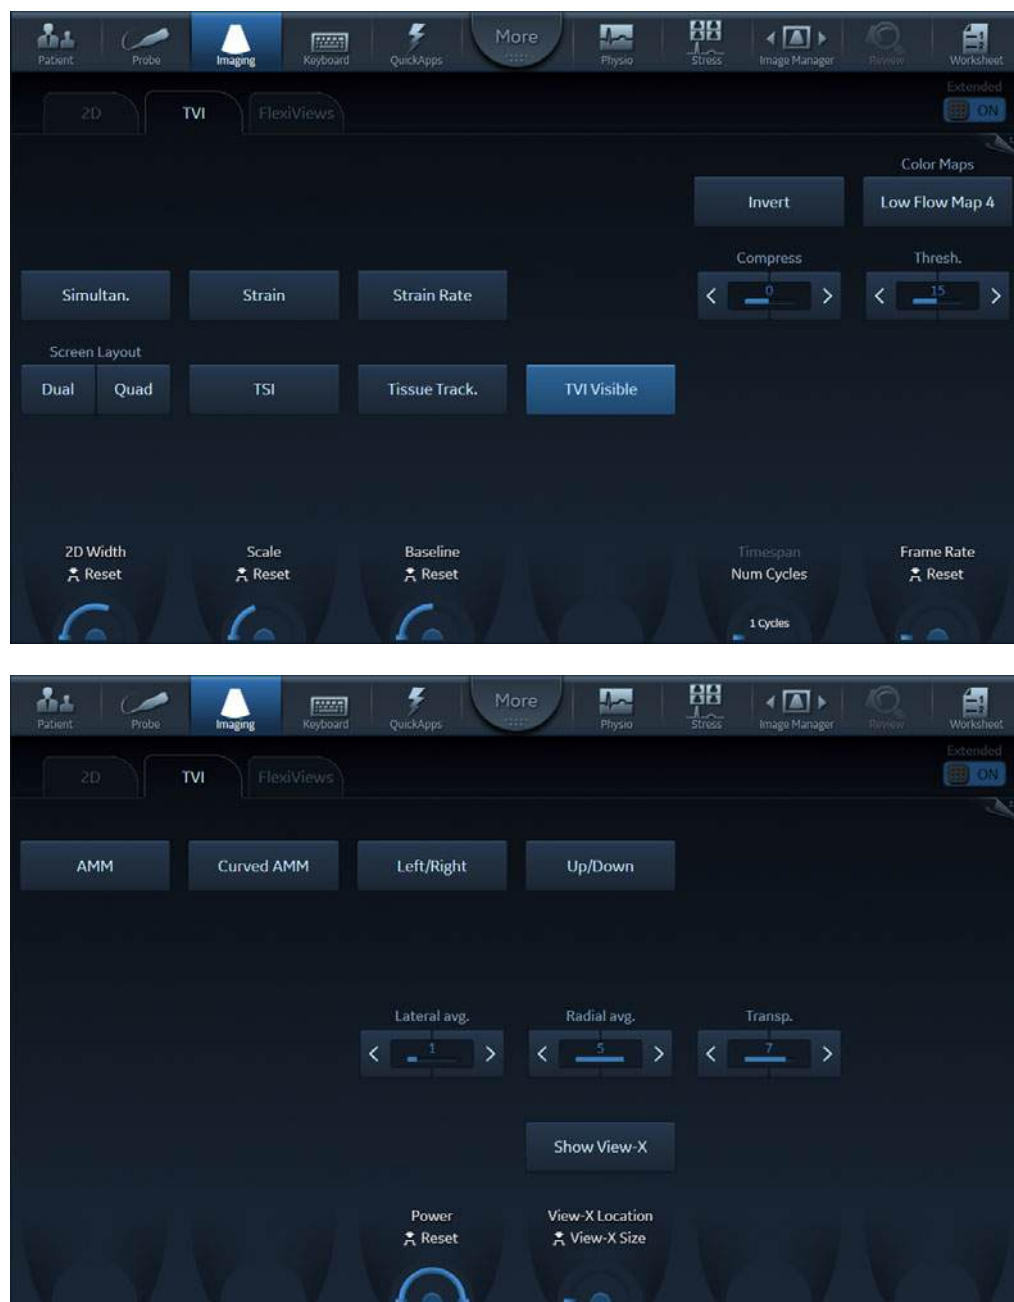 Patient Probe Imaging Keyboard QuickApps More Physio Stress Image Manager Review Worksheet
Extended
2D TVI FlexiViews ON
Color Maps
Invert Low Flow Map 4
Compress Thresh.
Simultan. Strain Strain Rate 0 15
Screen Layout
Dual Quad TSI Tissue Track. TVI Visible
2D Width Scale Baseline Timespan Frame Rate
Reset Reset Reset Num Cycles Reset
1 Cycles
Patient Probe Imaging Keyboard QuickApps More Physio Stress Image Manager Review Worksheet
Extended
2D TVI FlexiViews ON
AMM Curved AMM Left/Right Up/Down
Lateral avg. Radial avg. Transp.
1 5 7
Show View-X
Power View-X Location
Reset View-X Size